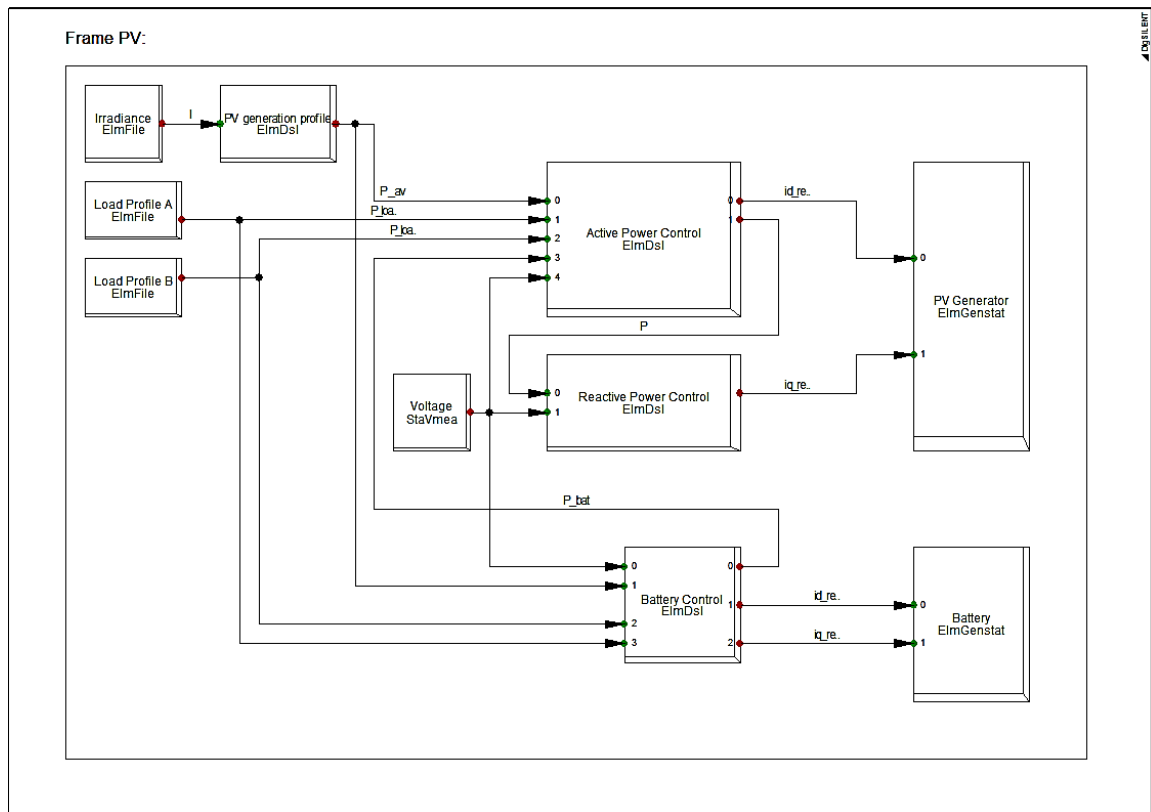 Frame PV:
DIgSILENT
Irradiance
ElmFile
I
PV generation profile
ElmDsl
Load Profile A
ElmFile
Load Profile B
ElmFile
P_av
P_loa.
P_loa.
0
1
2
3
4
Active Power Control
ElmDsl
0
1
id_re..
0
PV Generator
ElmGenstat
1
P
Voltage
StaVmea
0
1
Reactive Power Control
ElmDsl
iq_re..
P_bat
0
1
2
3
Battery Control
ElmDsl
0
1
2
id_re..
iq_re..
0
1
Battery
ElmGenstat